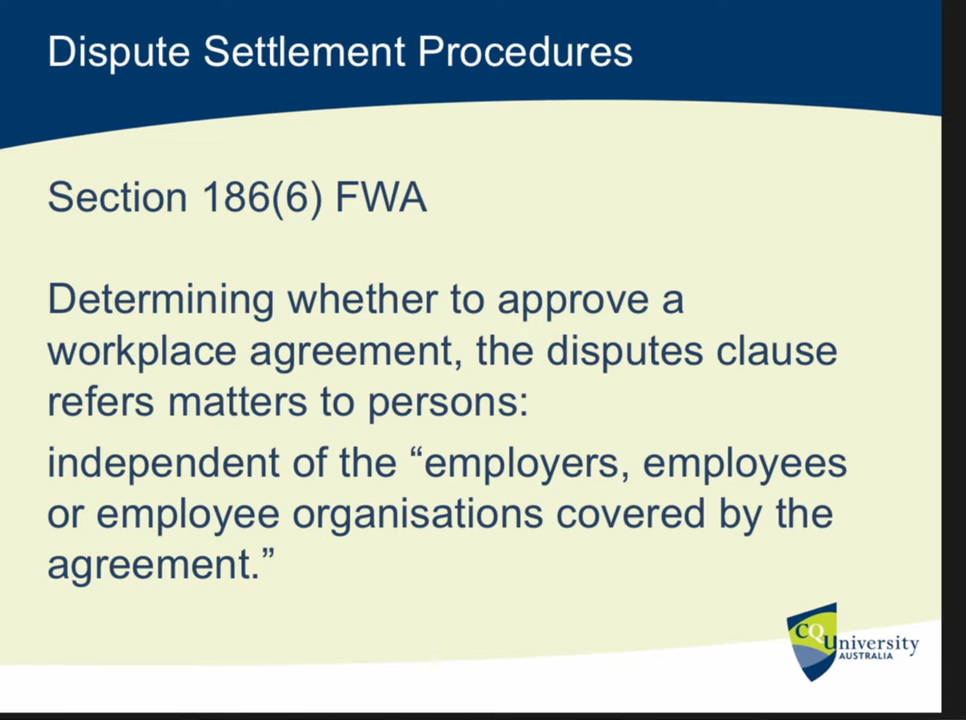 Dispute Settlement Procedures
Section 186(6) FWA
Determining whether to approve a
workplace agreement, the disputes clause
refers matters to persons:
independent of the “employers, employees
or employee organisations covered by the
agreement.”
CQUniversity
AUSTRALIA